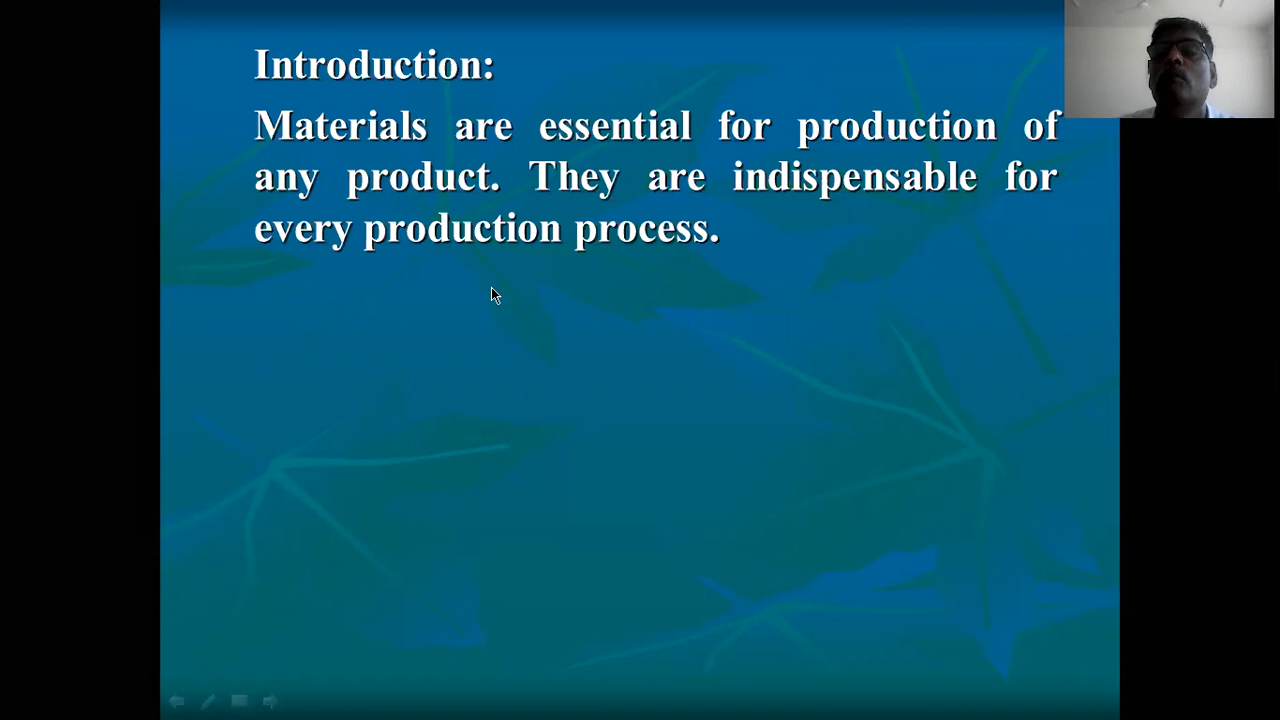 Introduction:
Materials are essential for production of
any product. They are indispensable for
every production process.